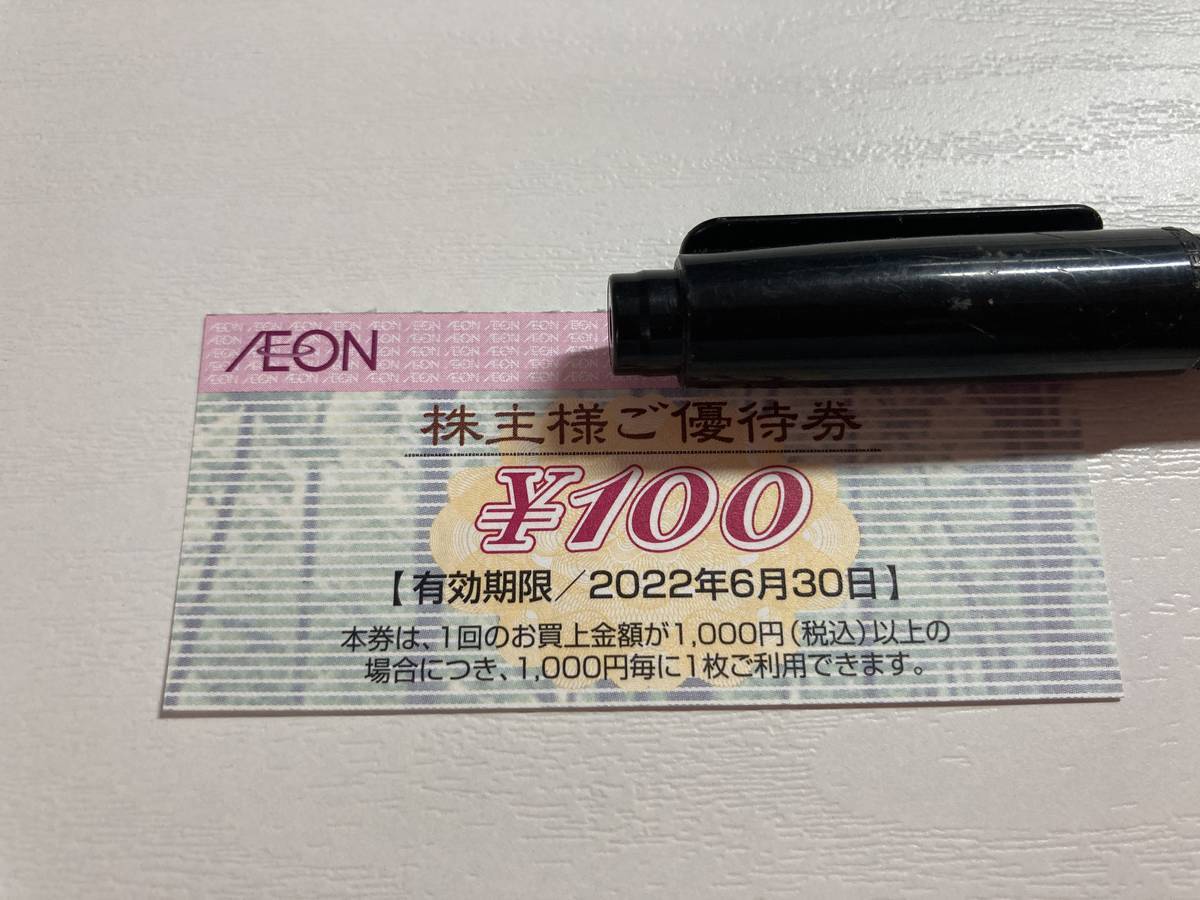 ÆON
株主様ご優待券
¥100
【有効期限／2022年6月30日】
本券は、1回のお買上金額が1,000円(税込)以上の
場合につき、1,000円毎に1枚ご利用できます。